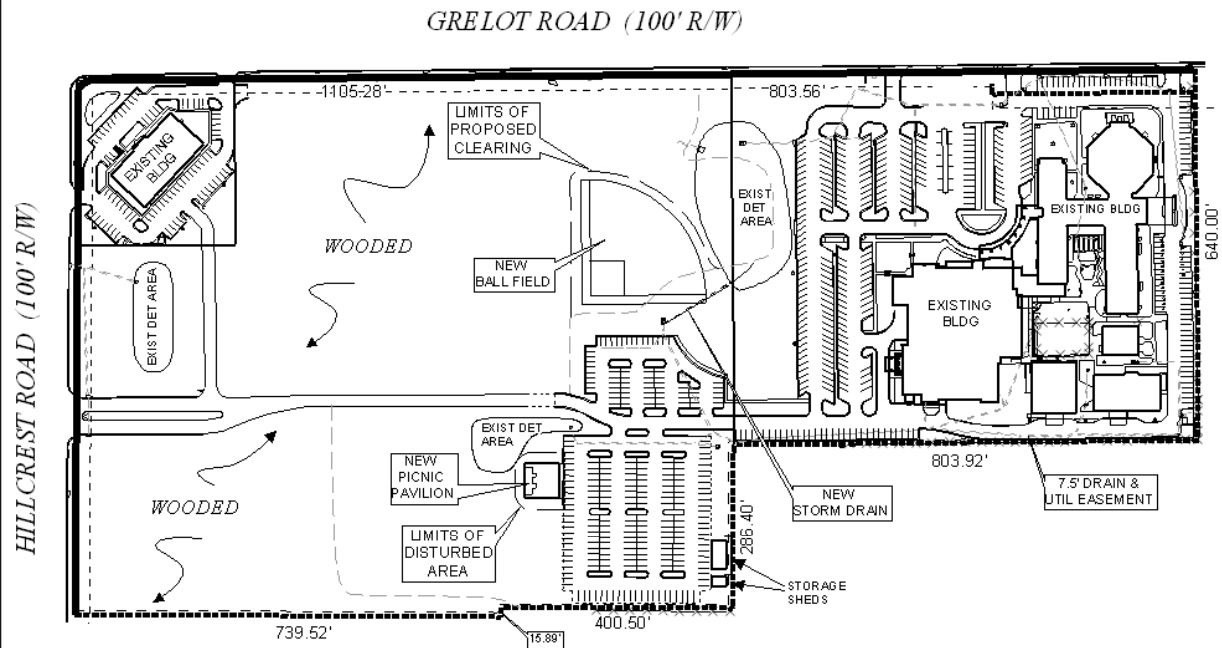 GRELOT ROAD (100' R/W)
1105-28'
803.56'
LIMITS OF
PROPOSED
CLEARING
EXISTING
BLDG
EXIST
DET
AREA
EXISTING BLDG
640.00'
HILLCREST ROAD (100' R/W)
WOODED
NEW
BALL FIELD
EXIST DET AREA
EXISTING
BLDG
EXIST DET
AREA
803.92'
NEW
PICNIC
PAVILION
7.5' DRAIN &
UTIL EASEMENT
NEW
STORM DRAIN
WOODED
286.40'
LIMITS OF
DISTURBED
AREA
STORAGE
SHEDS
739.52'
15.89'
400.50'